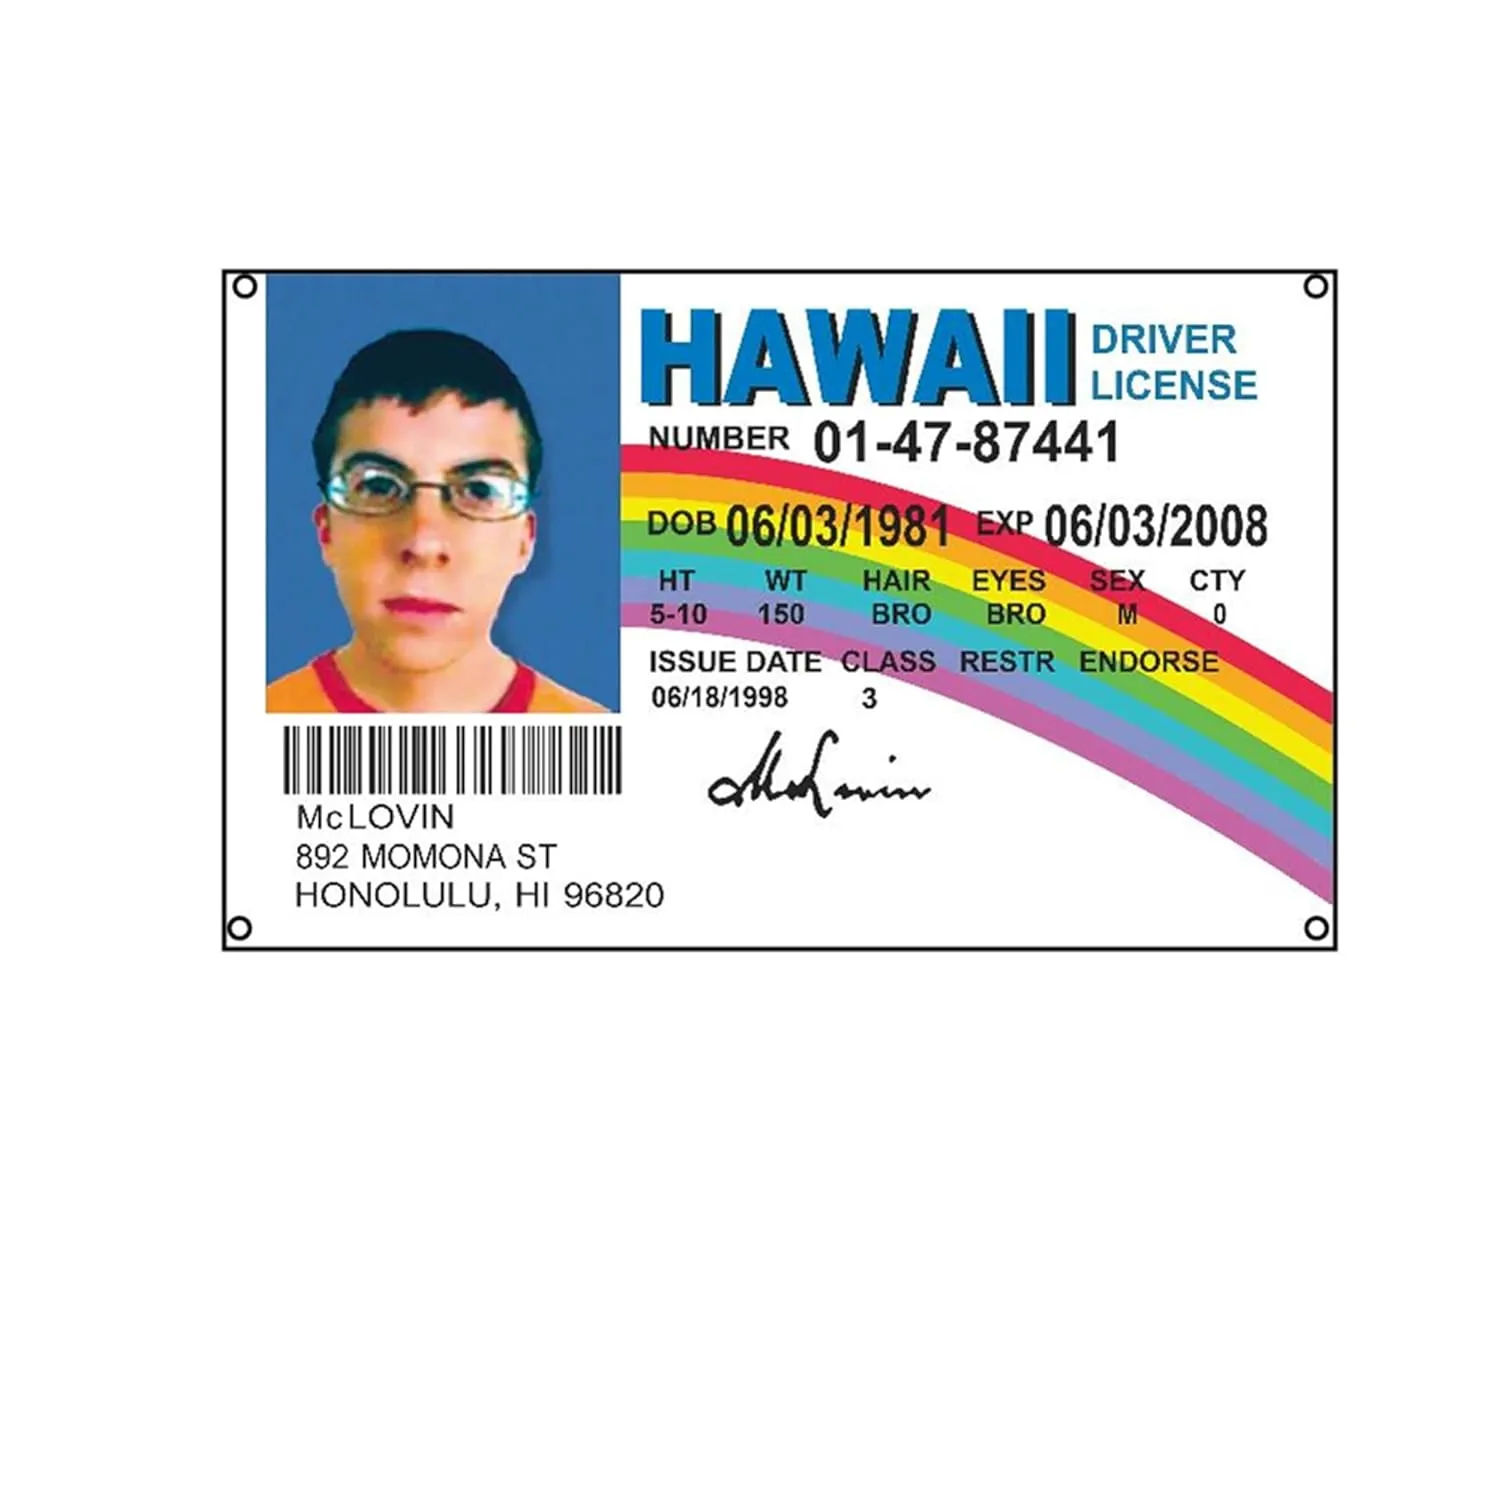 HAWAII DRIVER LICENSE
NUMBER 01-47-87441
DOB 06/03/1981 EXP 06/03/2008
HT WT HAIR EYES SEX CTY
5-10 150 BRO BRO M 0
ISSUE DATE CLASS RESTR ENDORSE
06/18/1998 3
McLovin
McLOVIN
892 MOMONA ST
HONOLULU, HI 96820